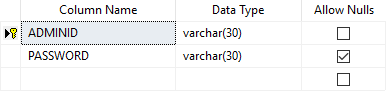 Column Name Data Type Allow Nulls
ADMINID varchar(30)
PASSWORD varchar(30)